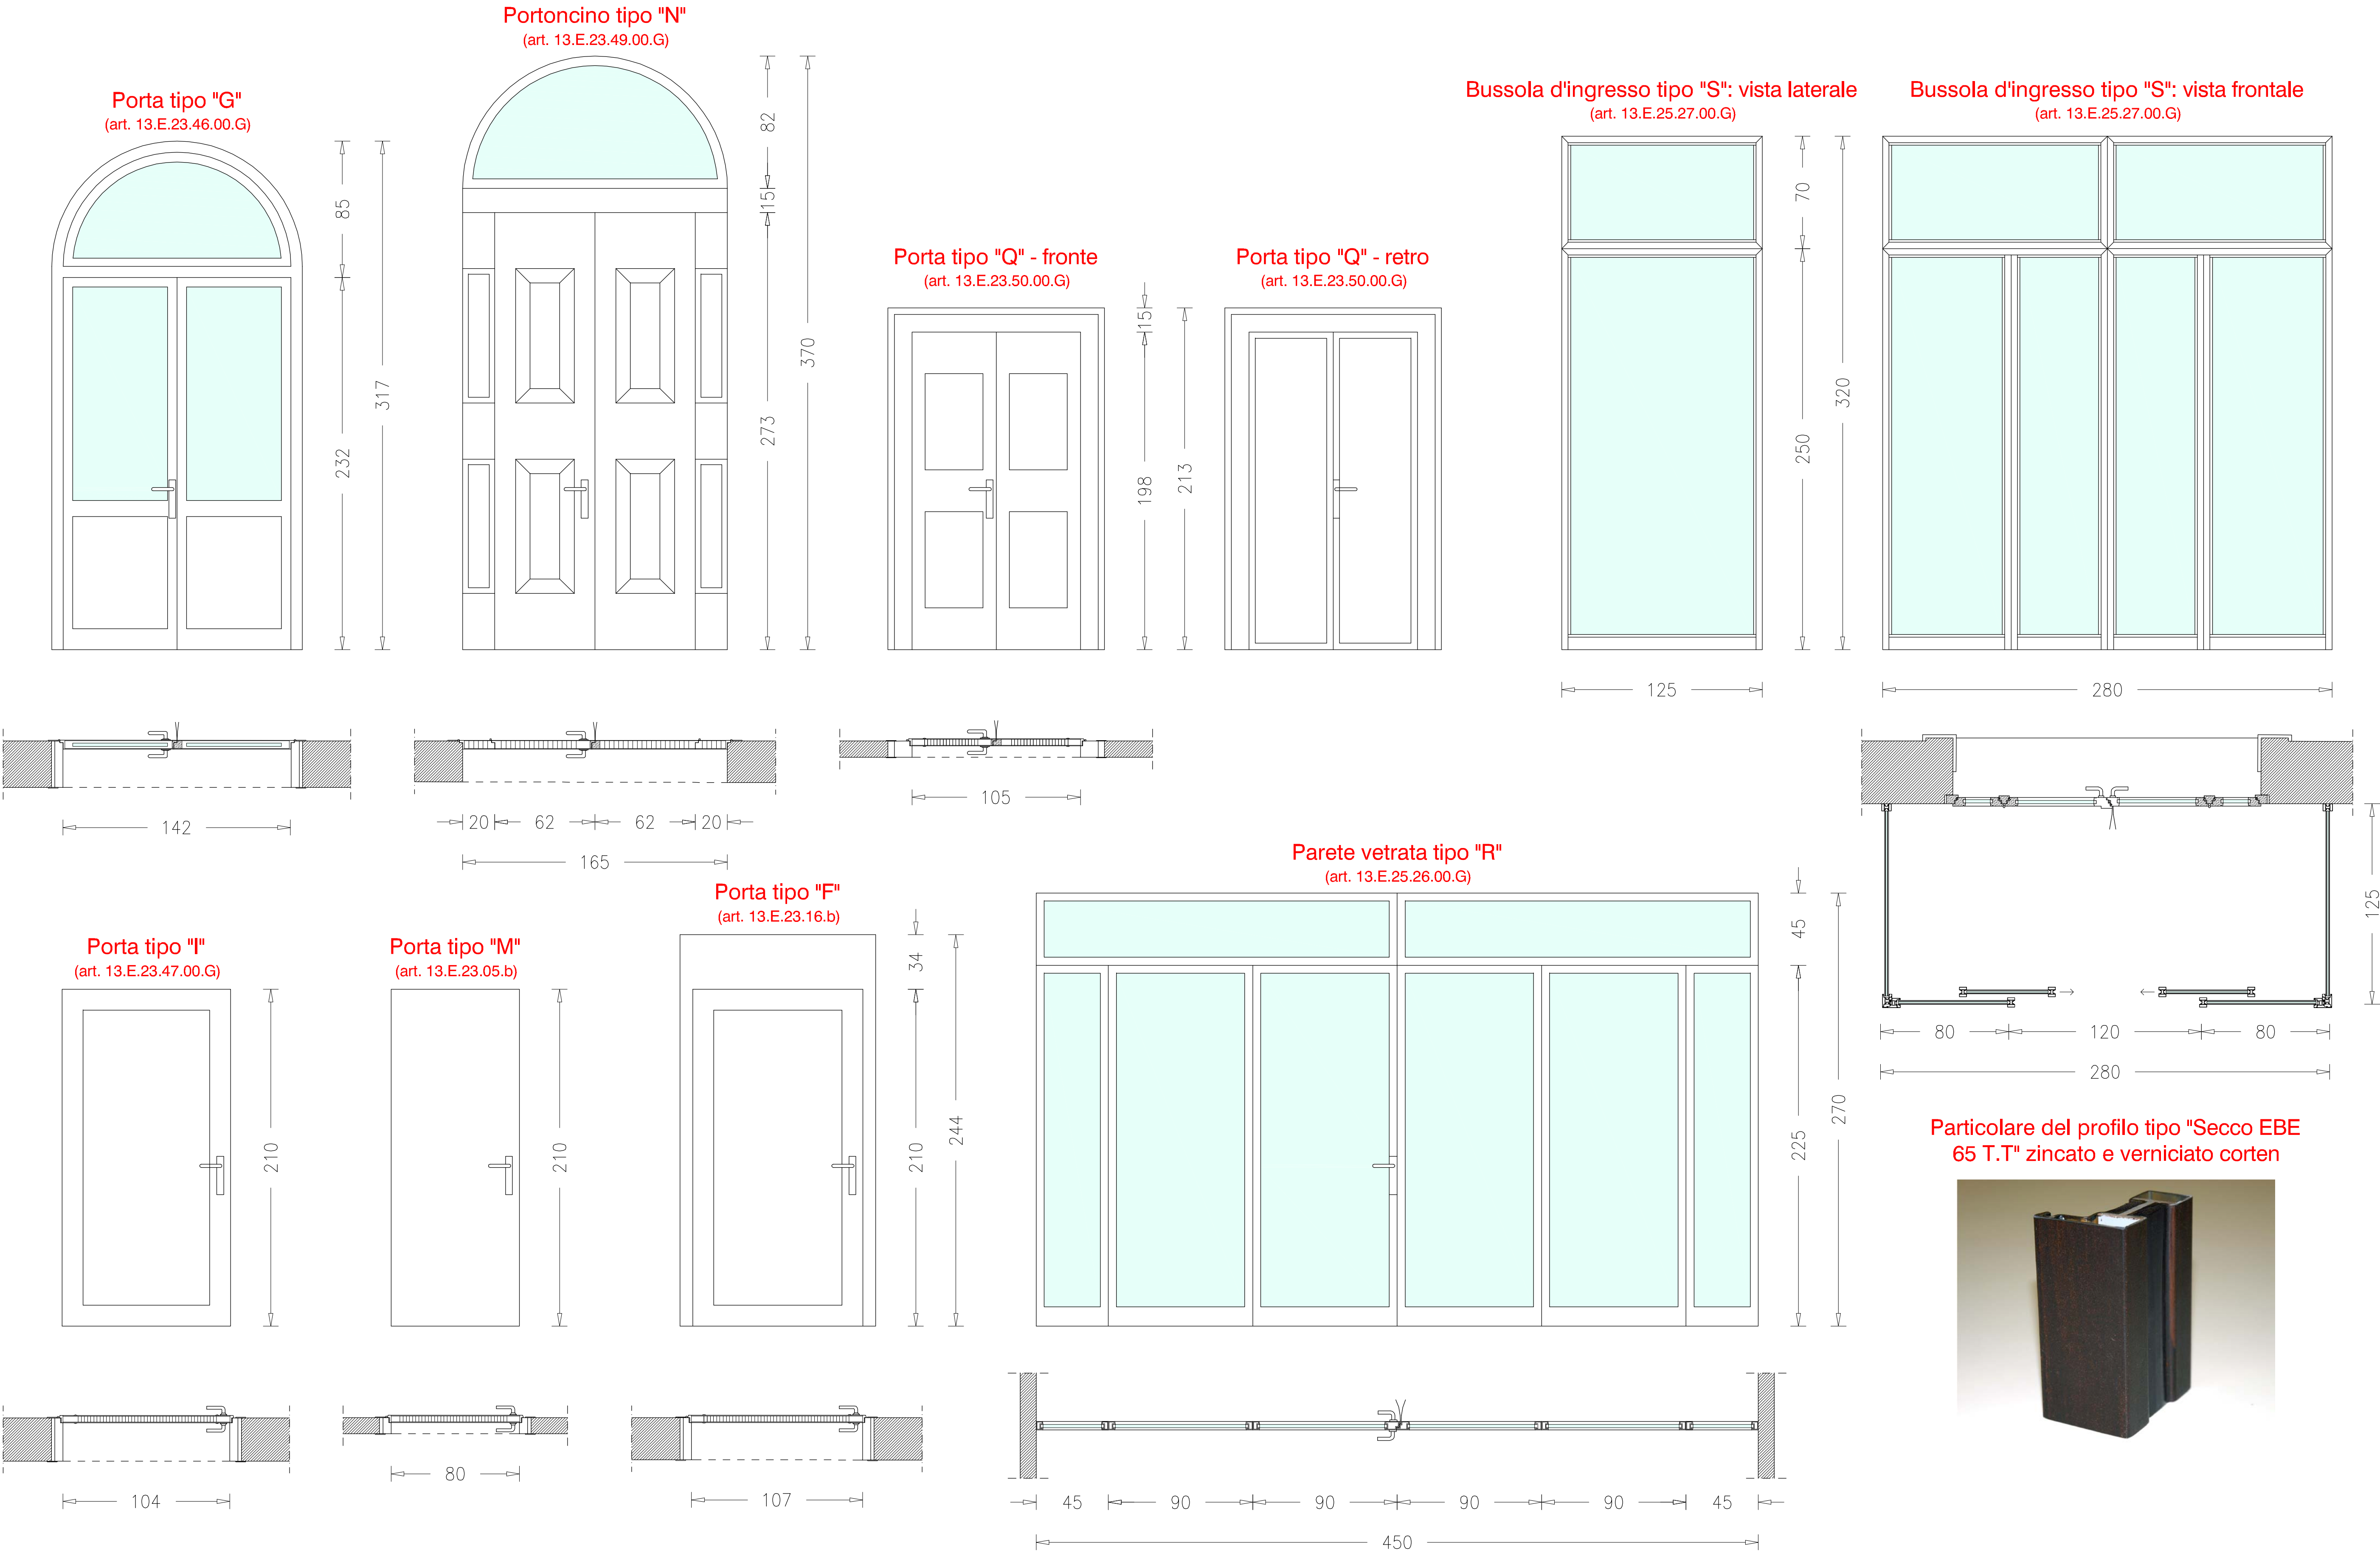 Portoncino tipo "N"
(art. 13.E.23.49.00.G)
Porta tipo "G"
(art. 13.E.23.46.00.G)
85
232
317
82
15
273
370
Porta tipo "Q" - fronte
(art. 13.E.23.50.00.G)
15
198
213
Porta tipo "Q" - retro
(art. 13.E.23.50.00.G)
Bussola d'ingresso tipo "S": vista laterale
(art. 13.E.25.27.00.G)
70
250
320
125
Bussola d'ingresso tipo "S": vista frontale
(art. 13.E.25.27.00.G)
280
142
20
62
62
20
165
105
125
80
120
80
280
Porta tipo "I"
(art. 13.E.23.47.00.G)
210
104
Porta tipo "M"
(art. 13.E.23.05.b)
210
80
Porta tipo "F"
(art. 13.E.23.16.b)
34
210
244
107
Parete vetrata tipo "R"
(art. 13.E.25.26.00.G)
45
225
270
45
90
90
90
90
45
450
Particolare del profilo tipo "Secco EBE
65 T.T" zincato e verniciato corten